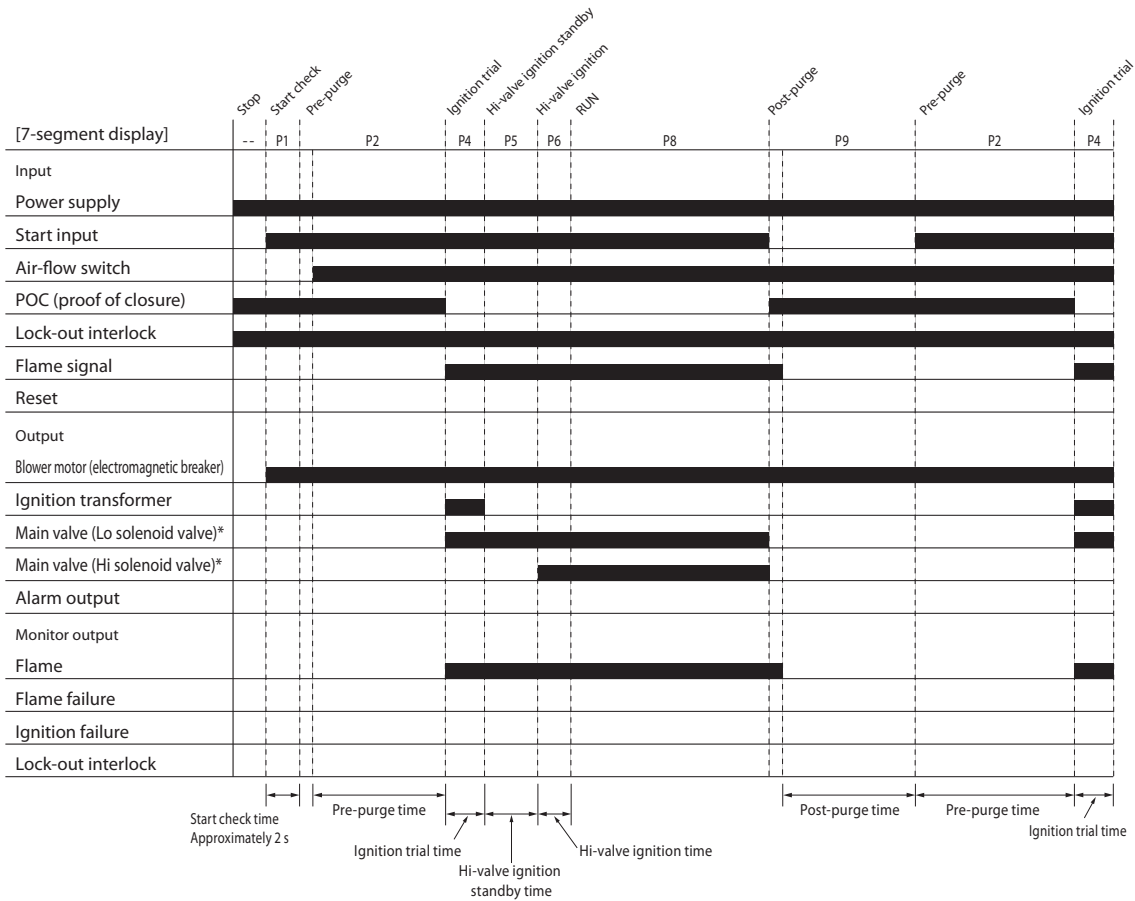 Stop
Start check
Pre-purge
Ignition trial
Hi-valve ignition standby
Hi-valve ignition
RUN
Post-purge
Pre-purge
Ignition trial
[7-segment display]
-- P1 P2 P4 P5 P6 P8 P9 P2 P4
Input
Power supply
Start input
Air-flow switch
POC (proof of closure)
Lock-out interlock
Flame signal
Reset
Output
Blower motor (electromagnetic breaker)
Ignition transformer
Main valve (Lo solenoid valve)*
Main valve (Hi solenoid valve)*
Alarm output
Monitor output
Flame
Flame failure
Ignition failure
Lock-out interlock
Start check time
Approximately 2 s
Pre-purge time
Ignition trial time
Hi-valve ignition
standby time
Hi-valve ignition time
Post-purge time
Pre-purge time
Ignition trial time